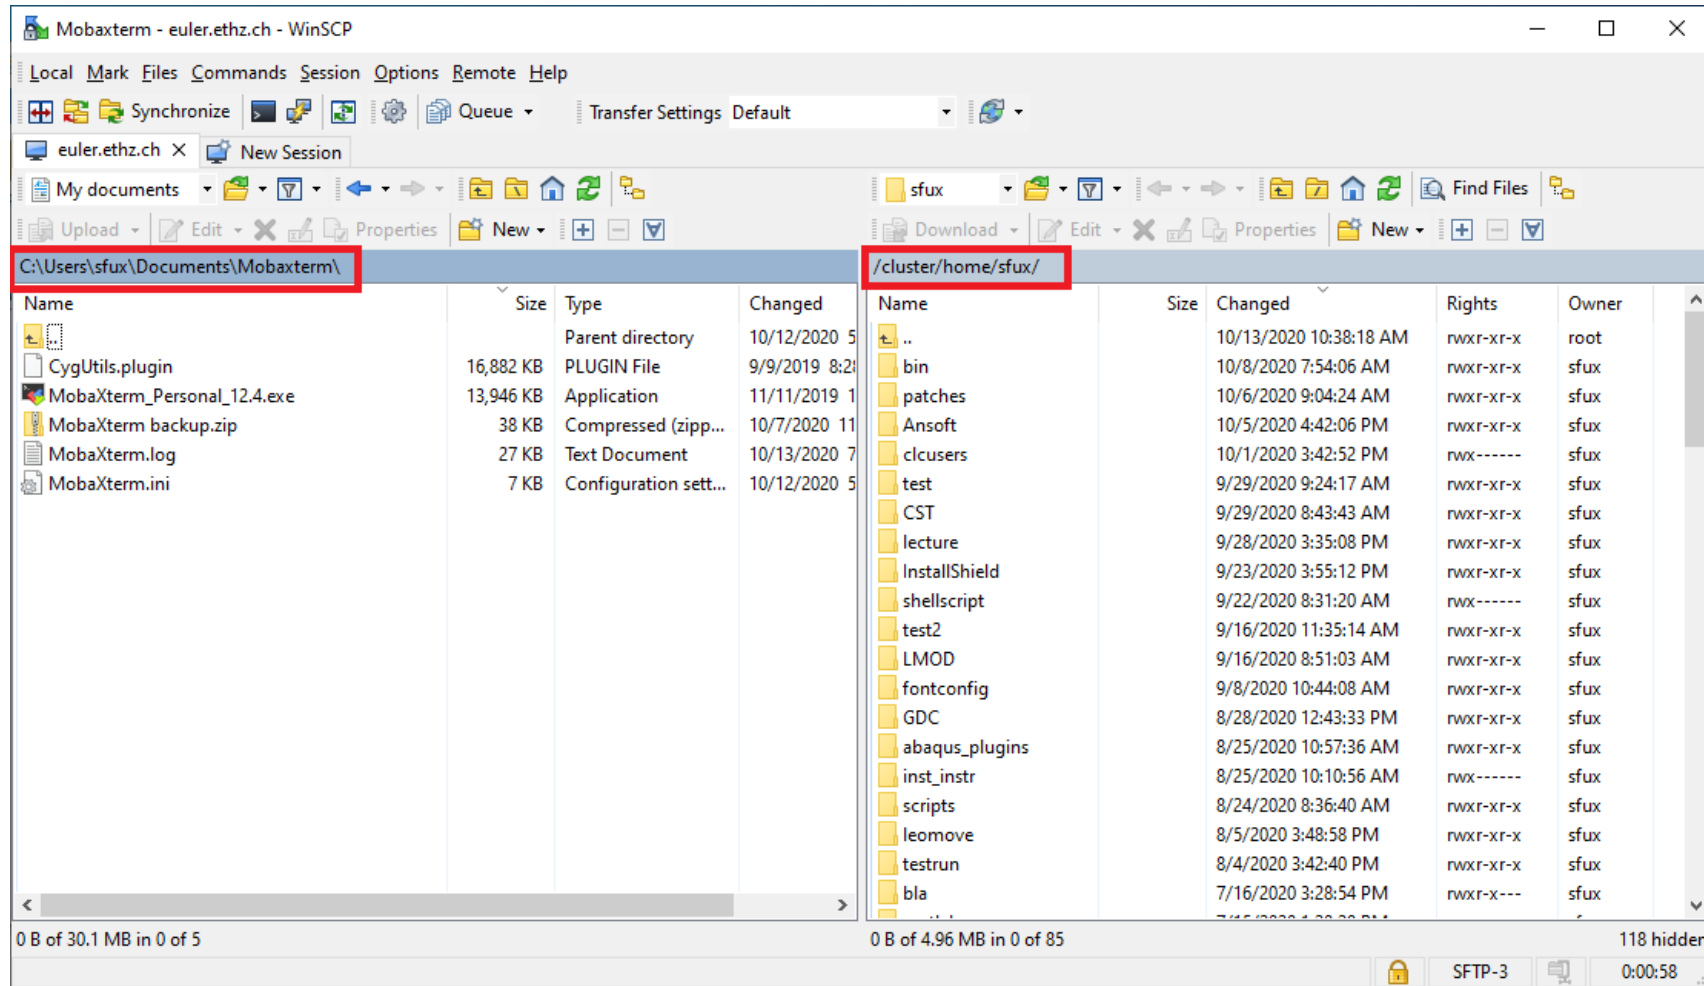 Mobaxterm - euler.ethz.ch - WinSCP
Local Mark Files Commands Session Options Remote Help
Synchronize Queue Transfer Settings Default
euler.ethz.ch New Session
My documents sfux Find Files
Upload Edit Properties New Download Edit Properties New
C:\Users\sfux\Documents\Mobaxterm\ /cluster/home/sfux/
Name Size Type Changed Name Size Changed Rights Owner
.. Parent directory 10/12/2020 5 .. 10/13/2020 10:38:18 AM rwxr-xr-x root
CygUtils.plugin 16,882 KB PLUGIN File 9/9/2019 8:28 bin 10/8/2020 7:54:06 AM rwxr-xr-x sfux
MobaXterm_Personal_12.4.exe 13,946 KB Application 11/11/2019 1 patches 10/6/2020 9:04:24 AM rwxr-xr-x sfux
MobaXterm backup.zip 38 KB Compressed (zipp... 10/7/2020 11 Ansoft 10/5/2020 4:42:06 PM rwxr-xr-x sfux
MobaXterm.log 27 KB Text Document 10/13/2020 7 clcusers 10/1/2020 3:42:52 PM rwx------ sfux
MobaXterm.ini 7 KB Configuration sett... 10/12/2020 5 test 9/29/2020 9:24:17 AM rwxr-xr-x sfux
CST 9/29/2020 8:43:43 AM rwxr-xr-x sfux
lecture 9/28/2020 3:35:08 PM rwxr-xr-x sfux
InstallShield 9/23/2020 3:55:12 PM rwxr-xr-x sfux
shellscript 9/22/2020 8:31:20 AM rwx------ sfux
test2 9/16/2020 11:35:14 AM rwxr-xr-x sfux
LMOD 9/16/2020 8:51:03 AM rwxr-xr-x sfux
fontconfig 9/8/2020 10:44:08 AM rwxr-xr-x sfux
GDC 8/28/2020 12:43:33 PM rwxr-xr-x sfux
abaqus_plugins 8/25/2020 10:57:36 AM rwxr-xr-x sfux
inst_instr 8/25/2020 10:10:56 AM rwx------ sfux
scripts 8/24/2020 8:36:40 AM rwxr-xr-x sfux
leomove 8/5/2020 3:48:58 PM rwxr-xr-x sfux
testrun 8/4/2020 3:42:40 PM rwxr-xr-x sfux
bla 7/16/2020 3:28:54 PM rwxr-x--- sfux
0 B of 30.1 MB in 0 of 5 0 B of 4.96 MB in 0 of 85 118 hidden
SFTP-3 0:00:58